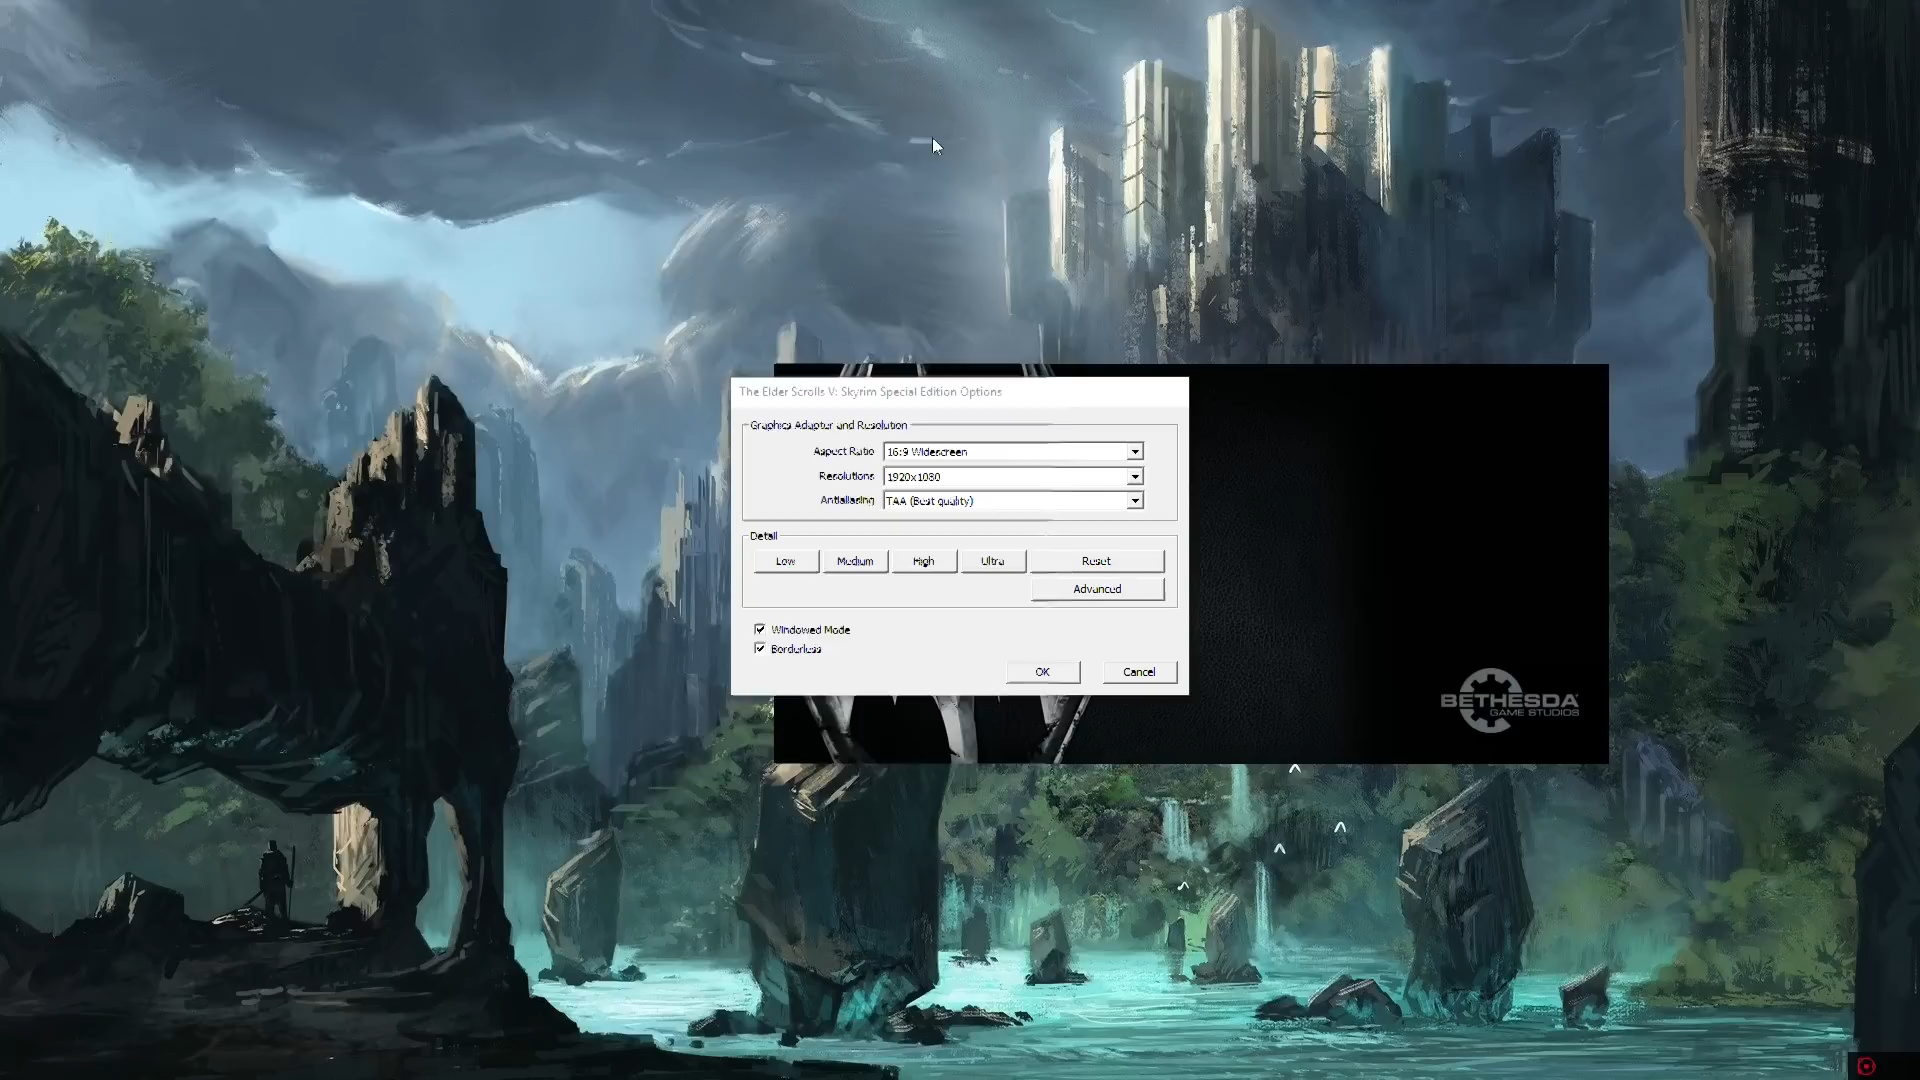 The Elder Scrolls V: Skyrim Special Edition Options
Graphics Adapter and Resolution
Aspect Ratio 16:9 Widescreen
Resolutions 1920x1080
Antialiasing TAA (Best quality)
Detail
Low Medium High Ultra Reset
Advanced
Windowed Mode
Borderless
OK Cancel
BETHESDA
GAME STUDIOS